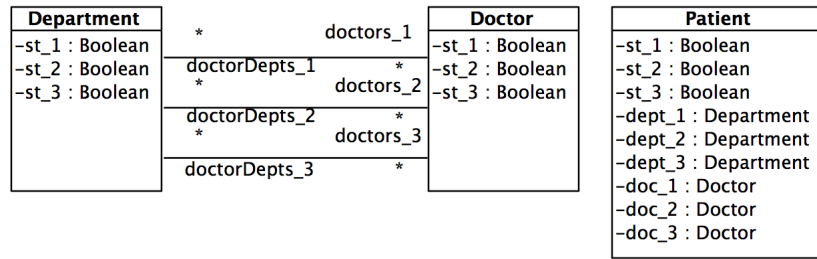 Department
-st_1 : Boolean
-st_2 : Boolean
-st_3 : Boolean
* doctors_1
doctorDepts_1 *
* doctors_2
doctorDepts_2 *
* doctors_3
doctorDepts_3 *
Doctor
-st_1 : Boolean
-st_2 : Boolean
-st_3 : Boolean
Patient
-st_1 : Boolean
-st_2 : Boolean
-st_3 : Boolean
-dept_1 : Department
-dept_2 : Department
-dept_3 : Department
-doc_1 : Doctor
-doc_2 : Doctor
-doc_3 : Doctor